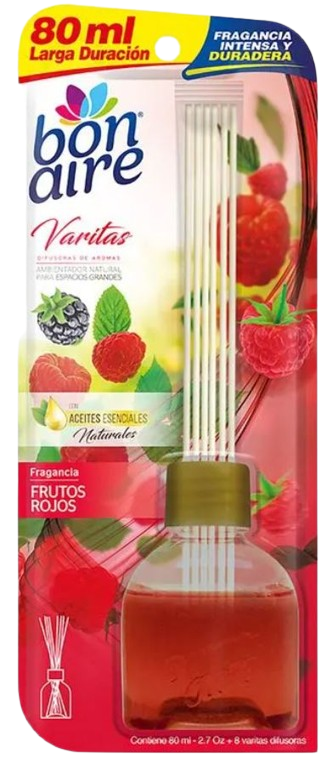 80 ml
Larga Duración
FRAGANCIA
INTENSA Y
DURADERA
bon
aire
Varitas
DIFUSORAS DE AROMAS
AMBIENTADOR NATURAL
PARA ESPACIOS GRANDES
CON
ACEITES ESENCIALES
Naturales
Fragancia
FRUTOS
ROJOS
Contiene 80 ml - 2.7 Oz + 8 varitas difusoras